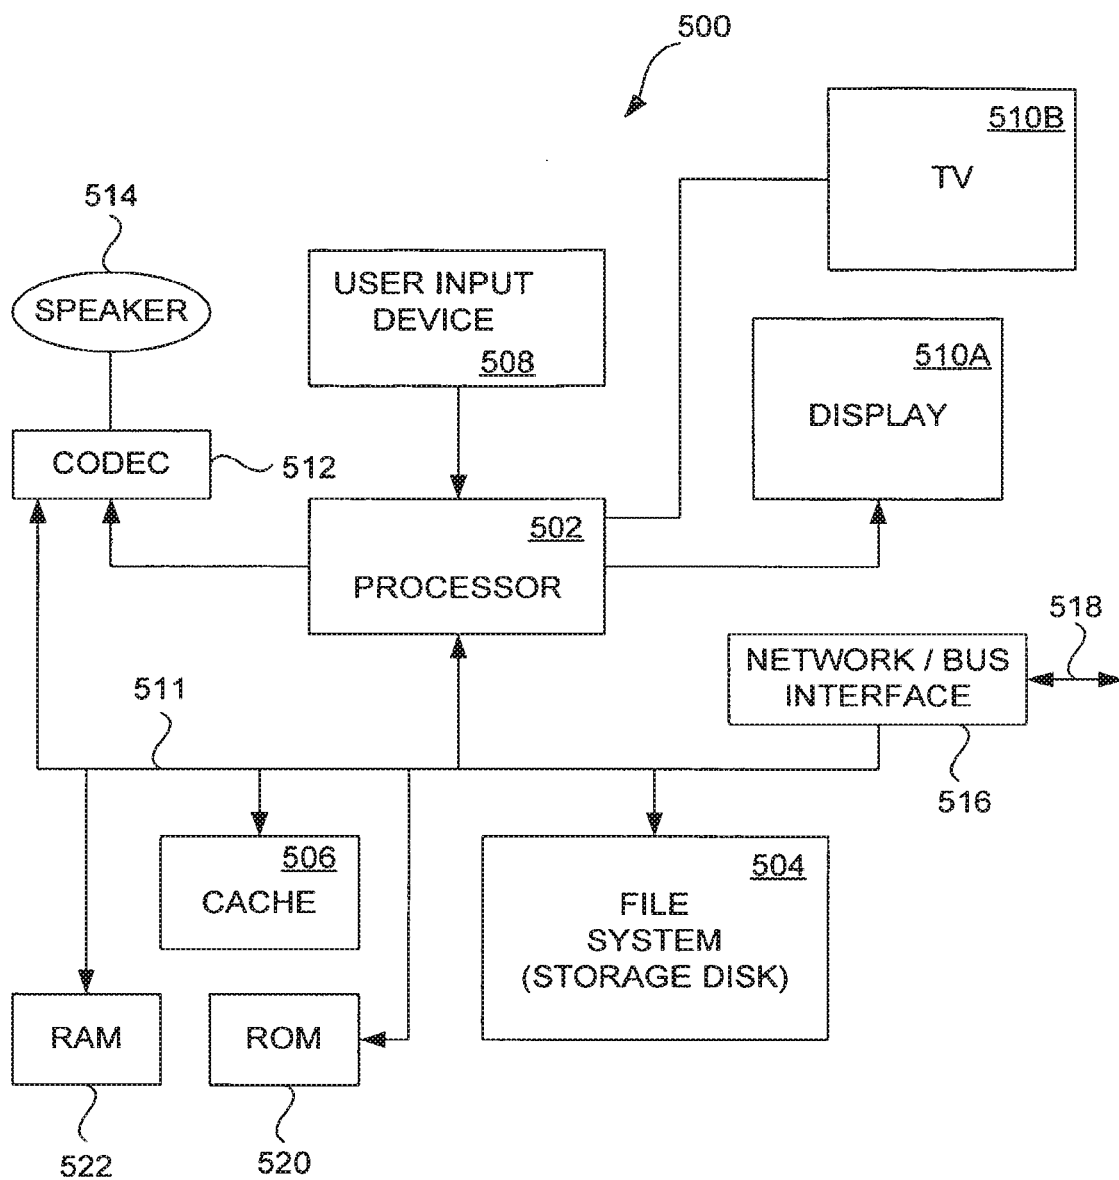 500
510B
TV
514
SPEAKER
USER INPUT
DEVICE
508
510A
DISPLAY
CODEC
512
502
PROCESSOR
518
NETWORK / BUS
INTERFACE
516
511
506
CACHE
504
FILE
SYSTEM
(STORAGE DISK)
RAM
ROM
522
520